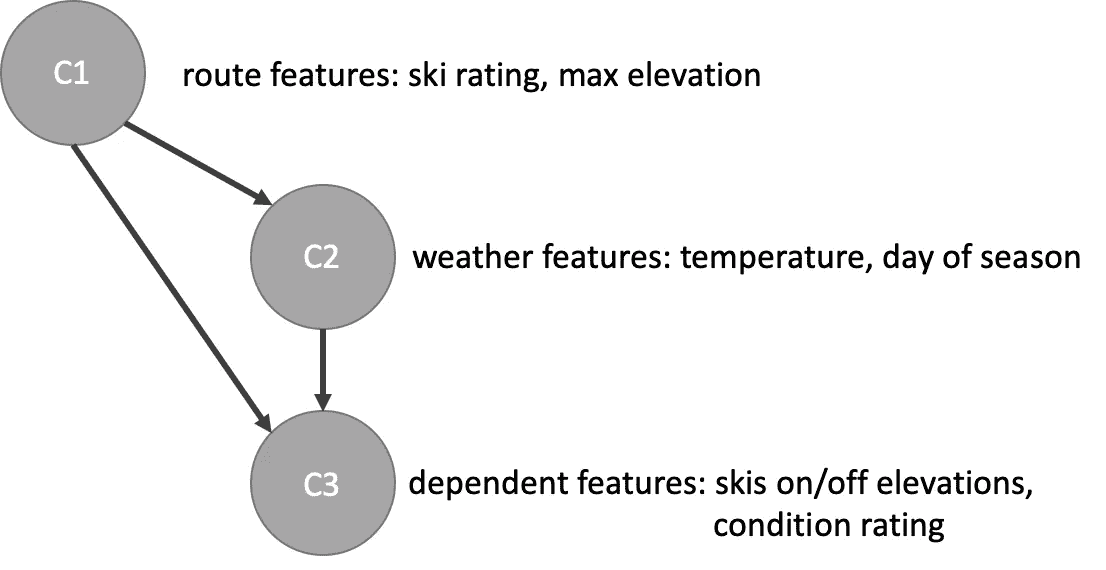 C1
route features: ski rating, max elevation
C2
weather features: temperature, day of season
C3
dependent features: skis on/off elevations,
condition rating